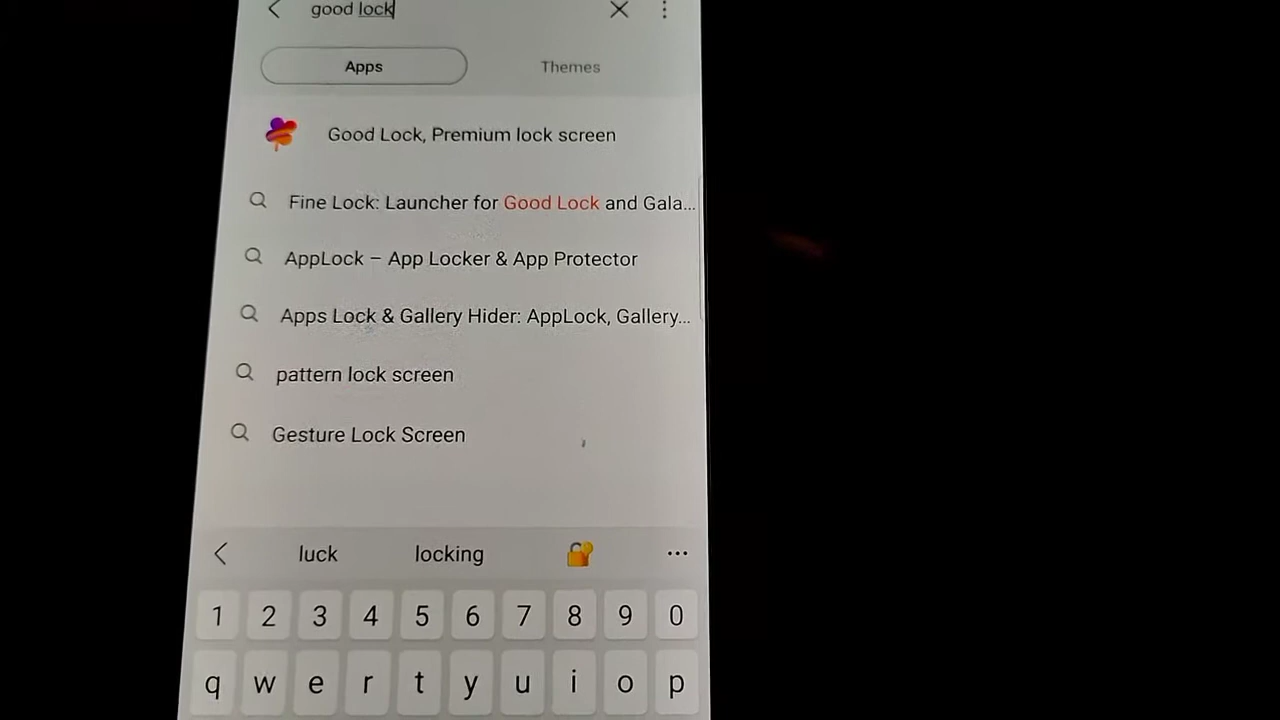 good lock
Apps Themes
Good Lock, Premium lock screen
Fine Lock: Launcher for Good Lock and Gala...
AppLock – App Locker & App Protector
Apps Lock & Gallery Hider: AppLock, Gallery...
pattern lock screen
Gesture Lock Screen
luck locking
1 2 3 4 5 6 7 8 9 0
q w e r t y u i o p